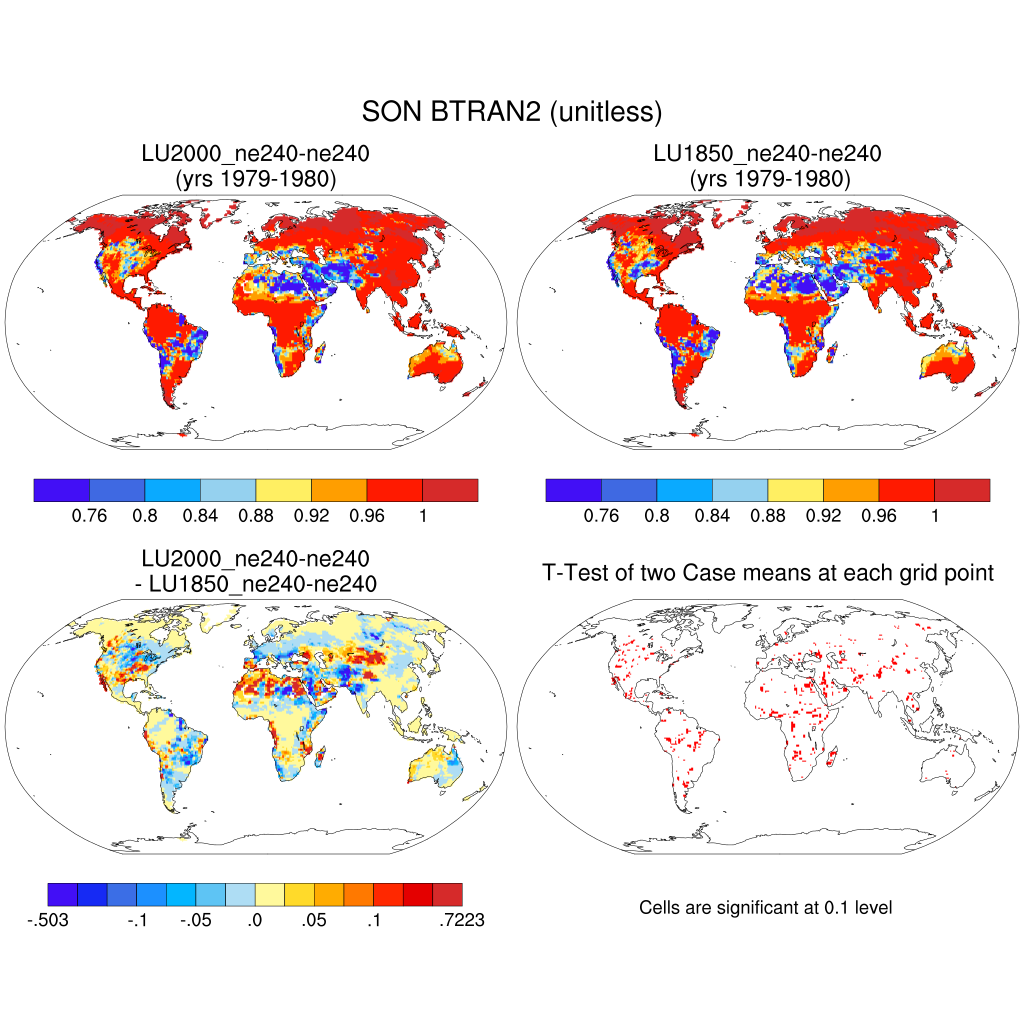 SON BTRAN2 (unitless)
LU2000_ne240-ne240
(yrs 1979-1980)
LU1850_ne240-ne240
(yrs 1979-1980)
0.76 0.8 0.84 0.88 0.92 0.96 1
0.76 0.8 0.84 0.88 0.92 0.96 1
LU2000_ne240-ne240
- LU1850_ne240-ne240
T-Test of two Case means at each grid point
-.503 -.1 -.05 .0 .05 .1 .7223
Cells are significant at 0.1 level